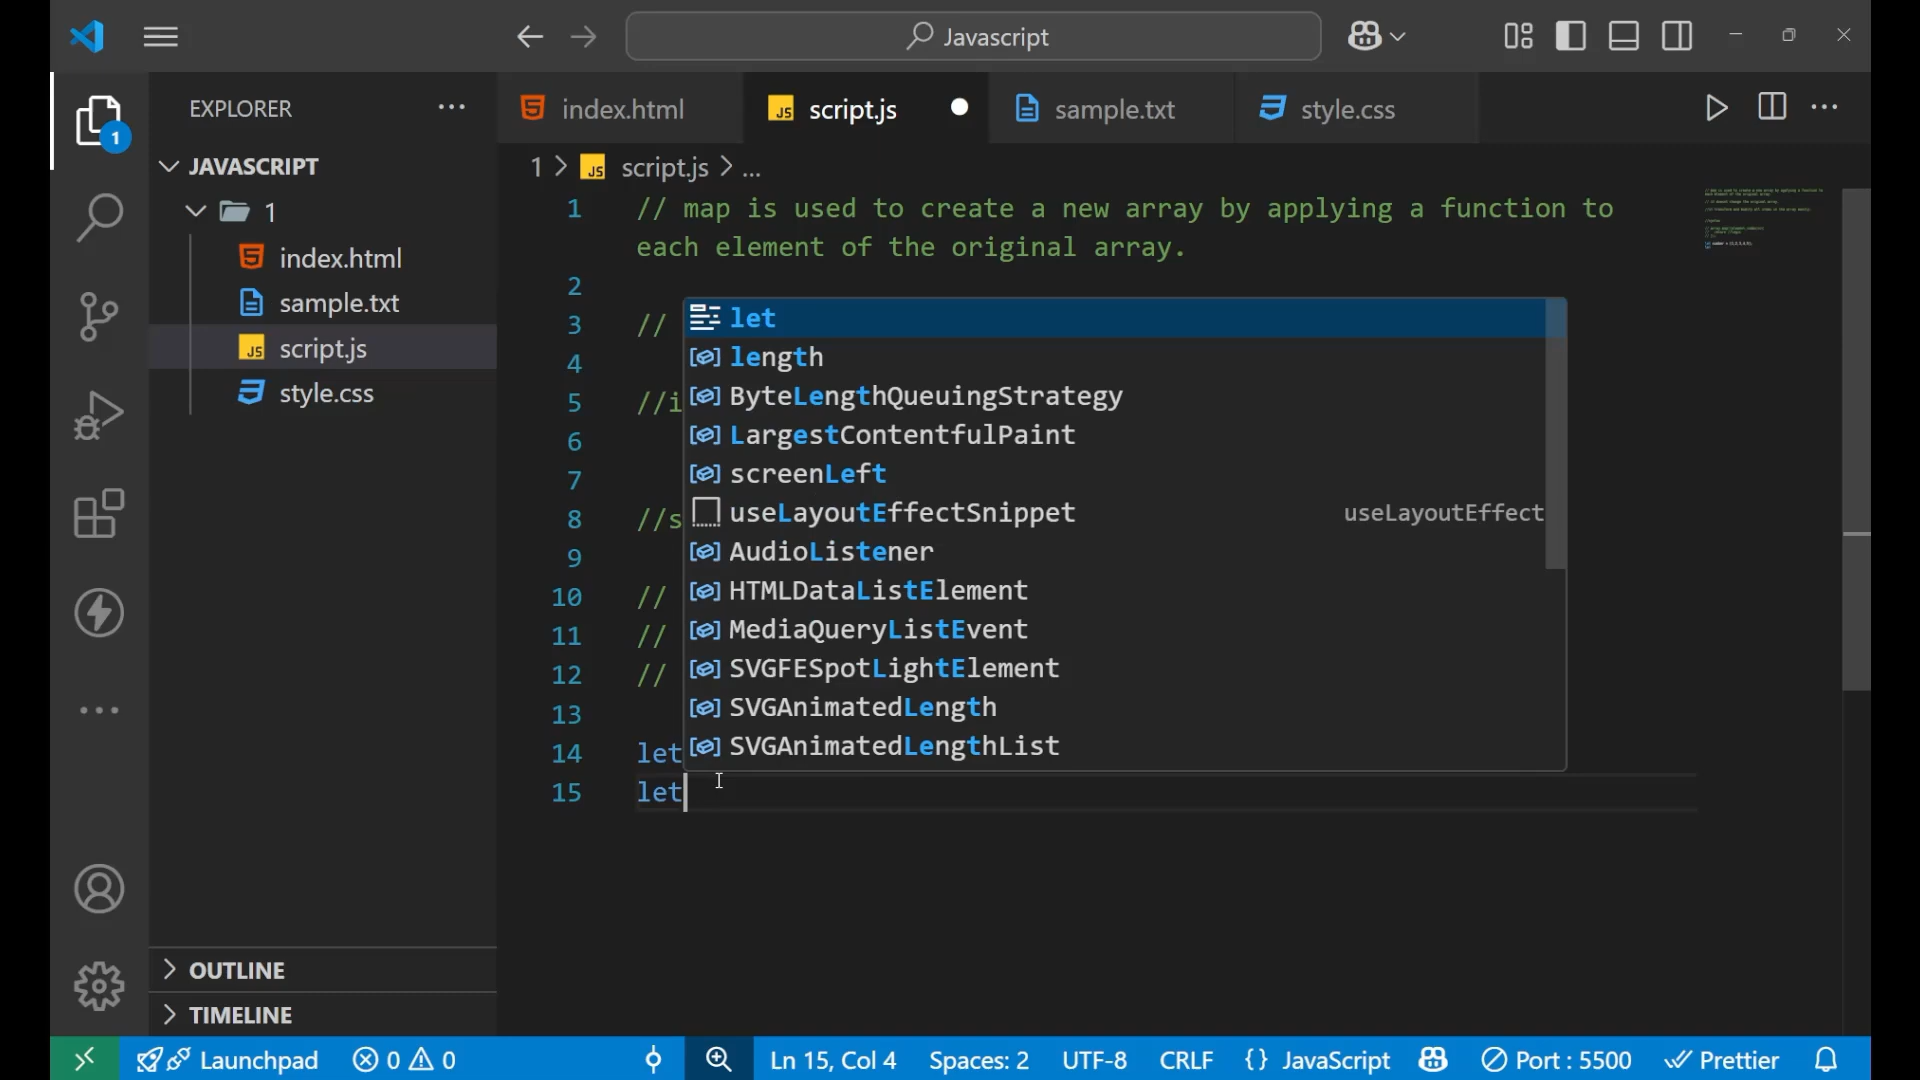 Javascript
EXPLORER
index.html
script.js
sample.txt
style.css
1
JAVASCRIPT
1 > script.js > ...
1
index.html
sample.txt
script.js
style.css
1 // map is used to create a new array by applying a function to
each element of the original array.
2
3 //
4
5 //i
6
7
8 //s
9
10 //
11 //
12 //
13
14 let
15 let
let
length
ByteLengthQueuingStrategy
LargestContentfulPaint
screenLeft
useLayoutEffectSnippet useLayoutEffect
AudioListener
HTMLDataListElement
MediaQueryListEvent
SVGFESpotLightElement
SVGAnimatedLength
SVGAnimatedLengthList
OUTLINE
TIMELINE
Launchpad 0 0 Ln 15, Col 4 Spaces: 2 UTF-8 CRLF {} JavaScript Port : 5500 Prettier